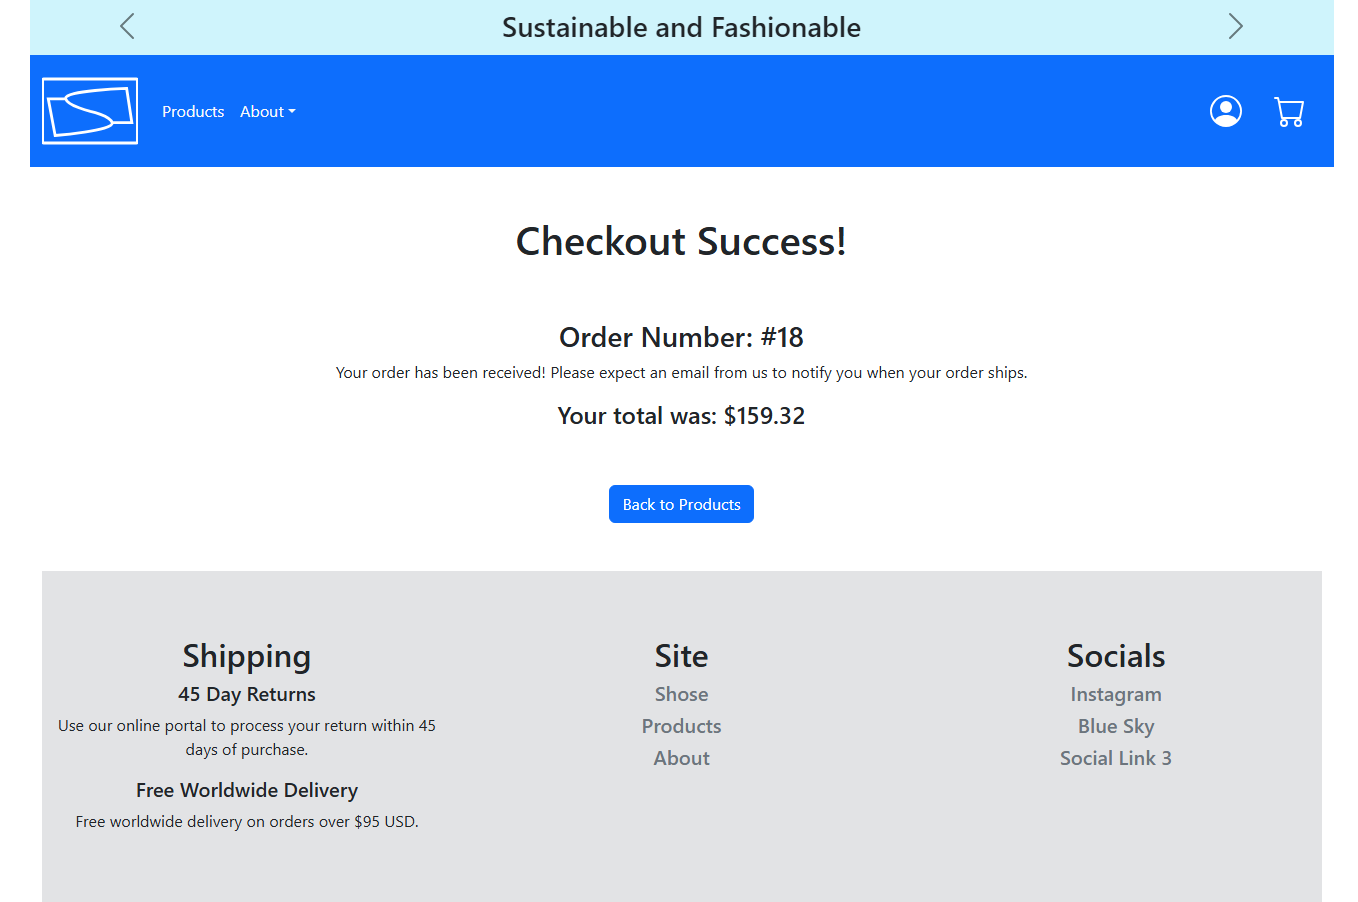 Sustainable and Fashionable
Products About
Checkout Success!
Order Number: #18
Your order has been received! Please expect an email from us to notify you when your order ships.
Your total was: $159.32
Back to Products
Shipping
45 Day Returns
Use our online portal to process your return within 45
days of purchase.
Free Worldwide Delivery
Free worldwide delivery on orders over $95 USD.
Site
Shose
Products
About
Socials
Instagram
Blue Sky
Social Link 3